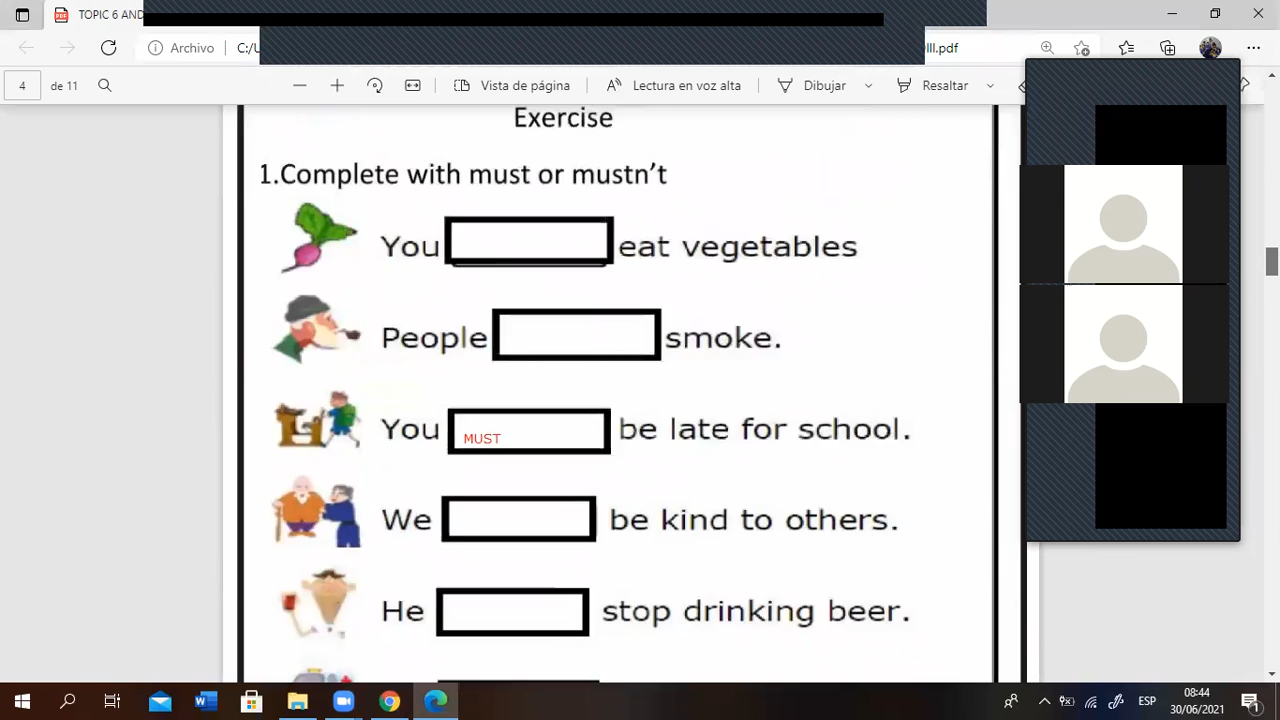 TOPIC 6 AND
Archivo
C:/U
lll.pdf
4 de 11
Vista de página
Lectura en voz alta
Dibujar
Resaltar
Exercise
1.Complete with must or mustn't
You eat vegetables
People smoke.
You MUST be late for school.
We be kind to others.
He stop drinking beer.
ESP
08:44
30/06/2021